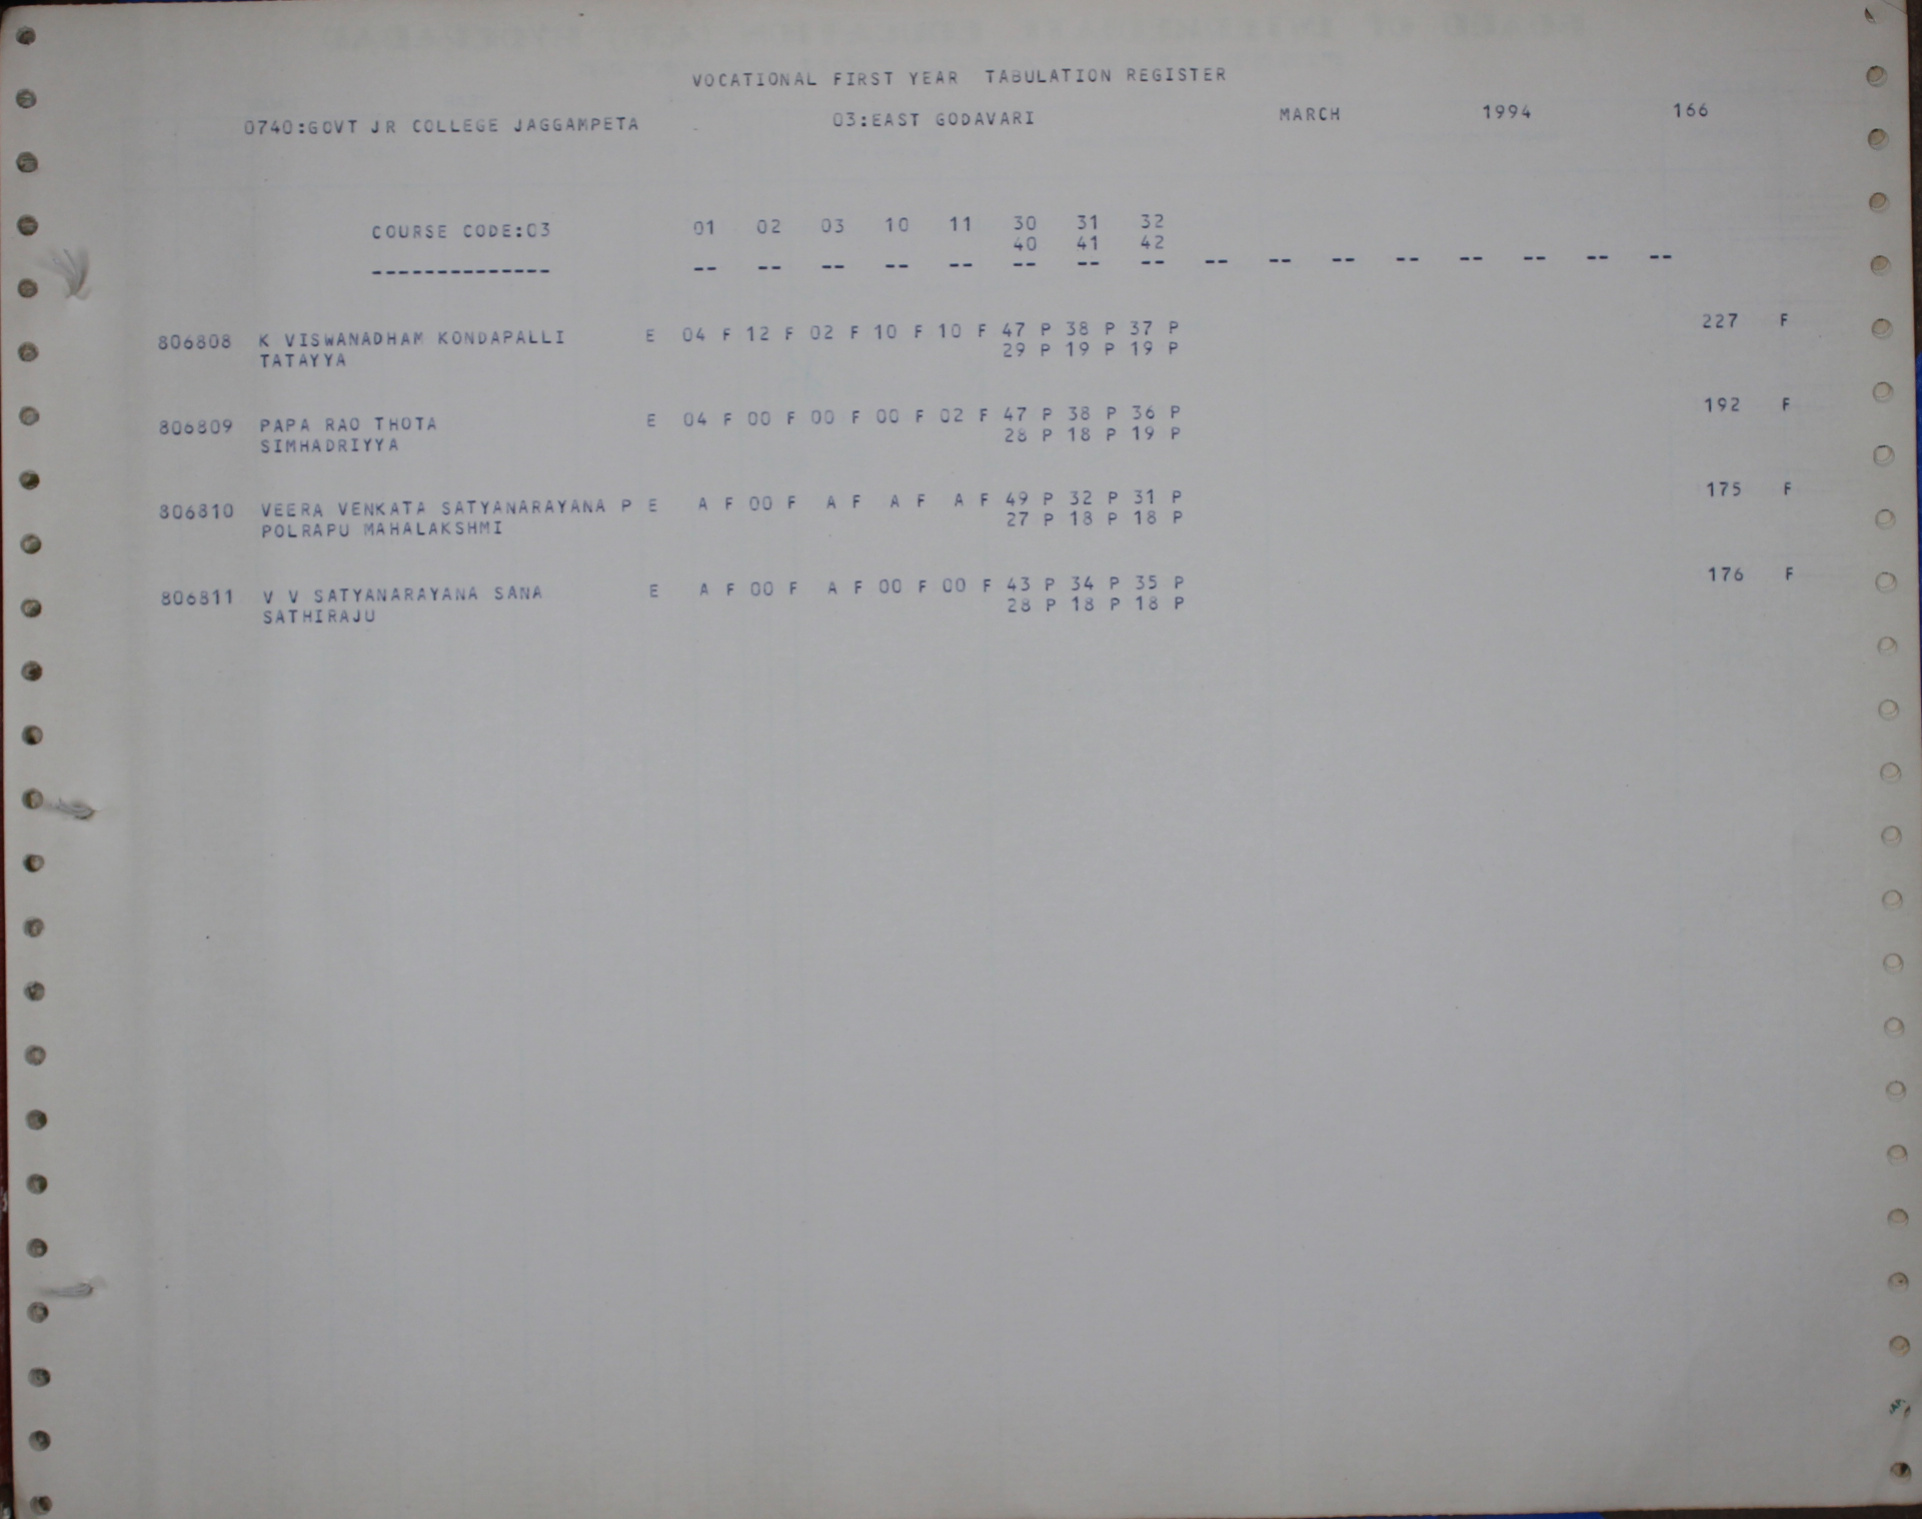 VOCATIONAL FIRST YEAR TABULATION REGISTER
0740:GOVT JR COLLEGE JAGGAMPETA 03:EAST GODAVARI MARCH 1994 166
COURSE CODE:03 01 02 03 10 11 30 31 32
40 41 42
-------------- -- -- -- -- -- -- -- -- -- -- -- -- -- -- -- --
806808 K VISWANADHAM KONDAPALLI E 04 F 12 F 02 F 10 F 10 F 47 P 38 P 37 P 227 F
TATAYYA 29 P 19 P 19 P
806809 PAPA RAO THOTA E 04 F 00 F 00 F 00 F 02 F 47 P 38 P 36 P 192 F
SIMHADRIYYA 28 P 18 P 19 P
806810 VEERA VENKATA SATYANARAYANA P E A F 00 F A F A F A F 49 P 32 P 31 P 175 F
POLRAPU MAHALAKSHMI 27 P 18 P 18 P
806811 V V SATYANARAYANA SANA E A F 00 F A F 00 F 00 F 43 P 34 P 35 P 176 F
SATHIRAJU 28 P 18 P 18 P